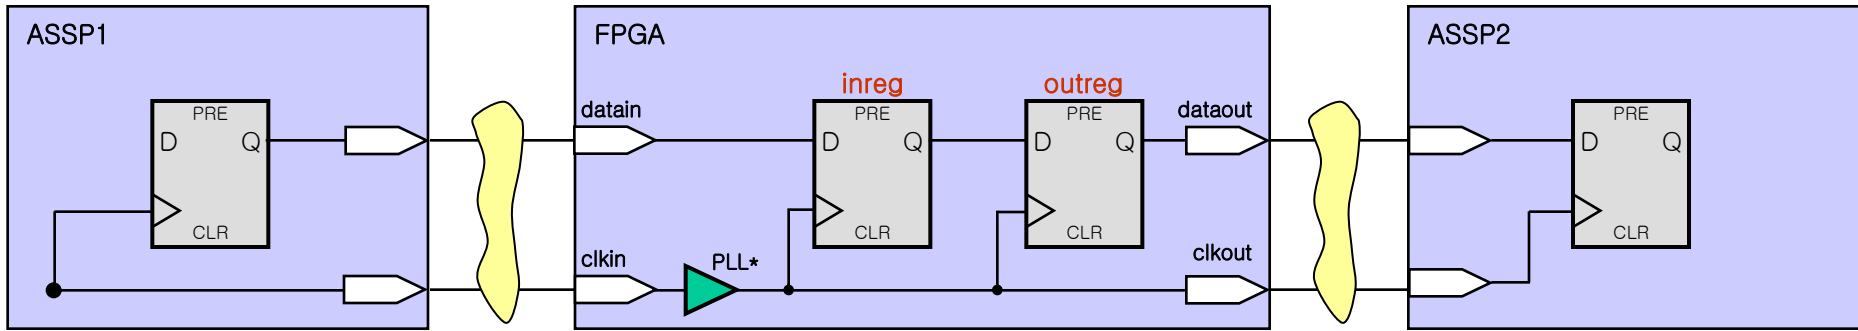 ASSP1
PRE
D Q
CLR
FPGA
datain
clkin
PLL*
inreg
PRE
D Q
CLR
outreg
PRE
D Q
CLR
dataout
clkout
ASSP2
PRE
D Q
CLR